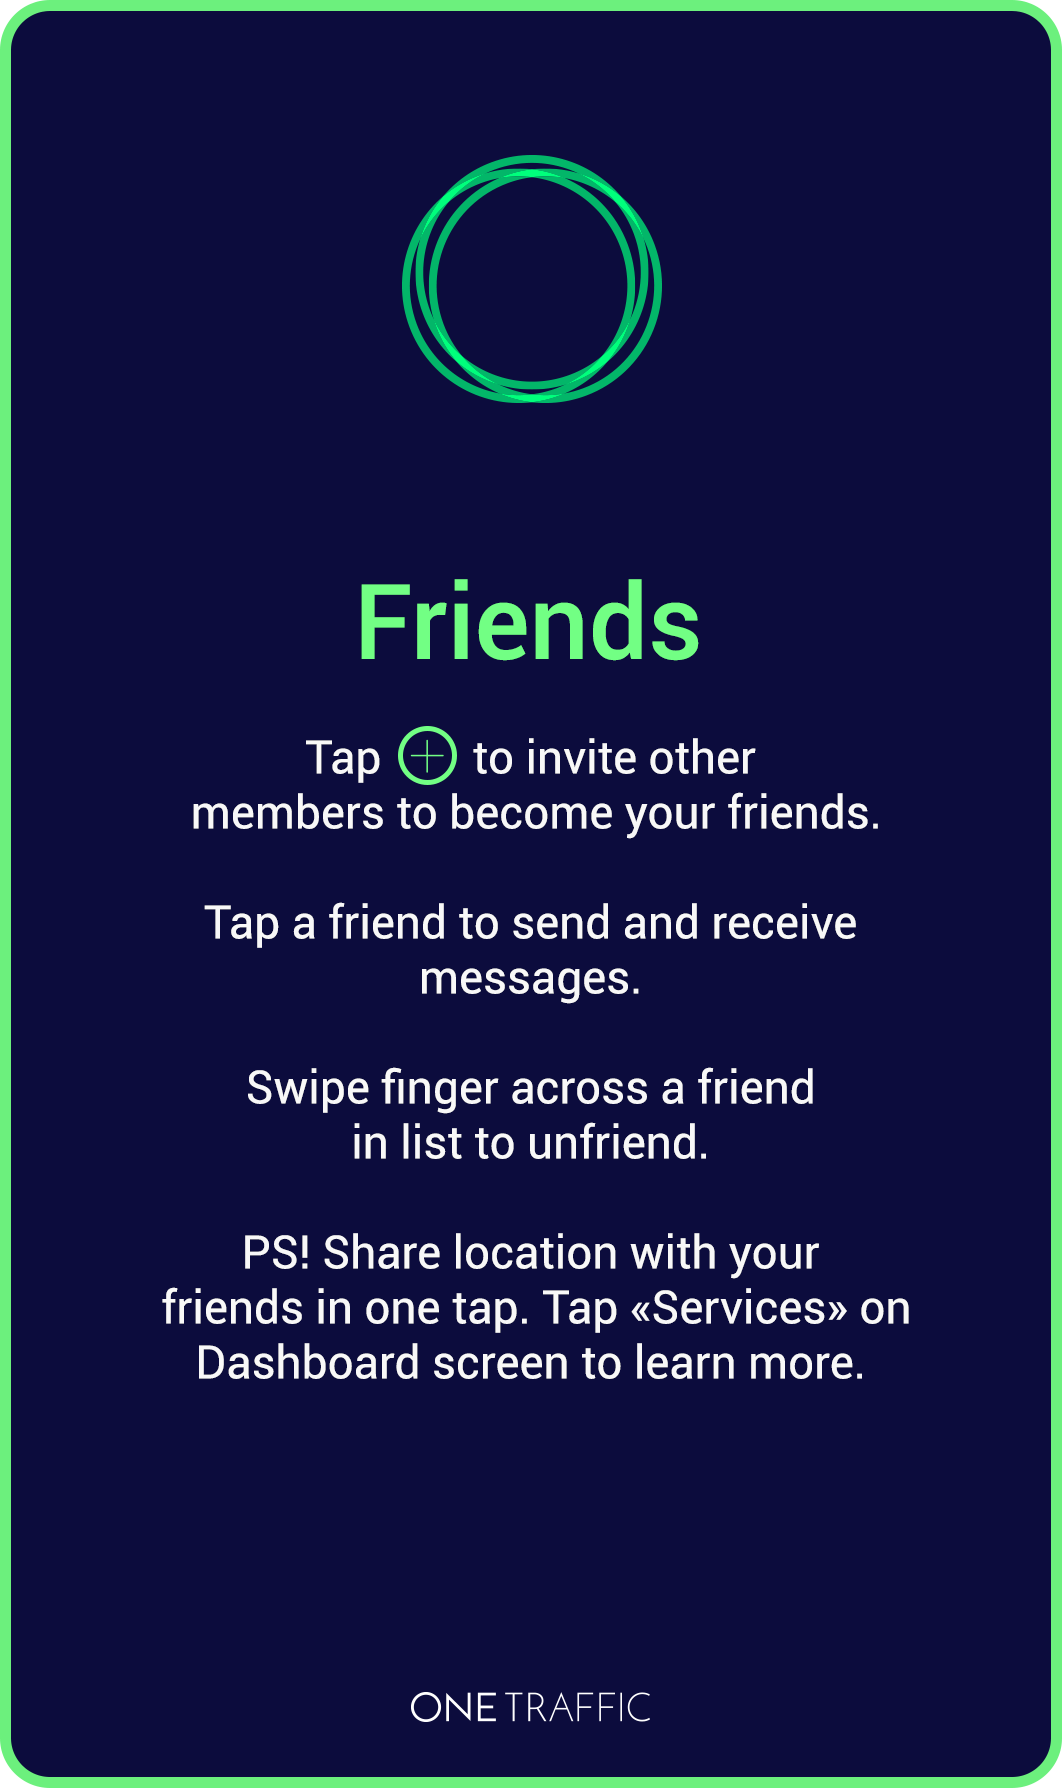 Friends
Tap to invite other
members to become your friends.
Tap a friend to send and receive
messages.
Swipe finger across a friend
in list to unfriend.
PS! Share location with your
friends in one tap. Tap «Services» on
Dashboard screen to learn more.
ONETRAFFIC